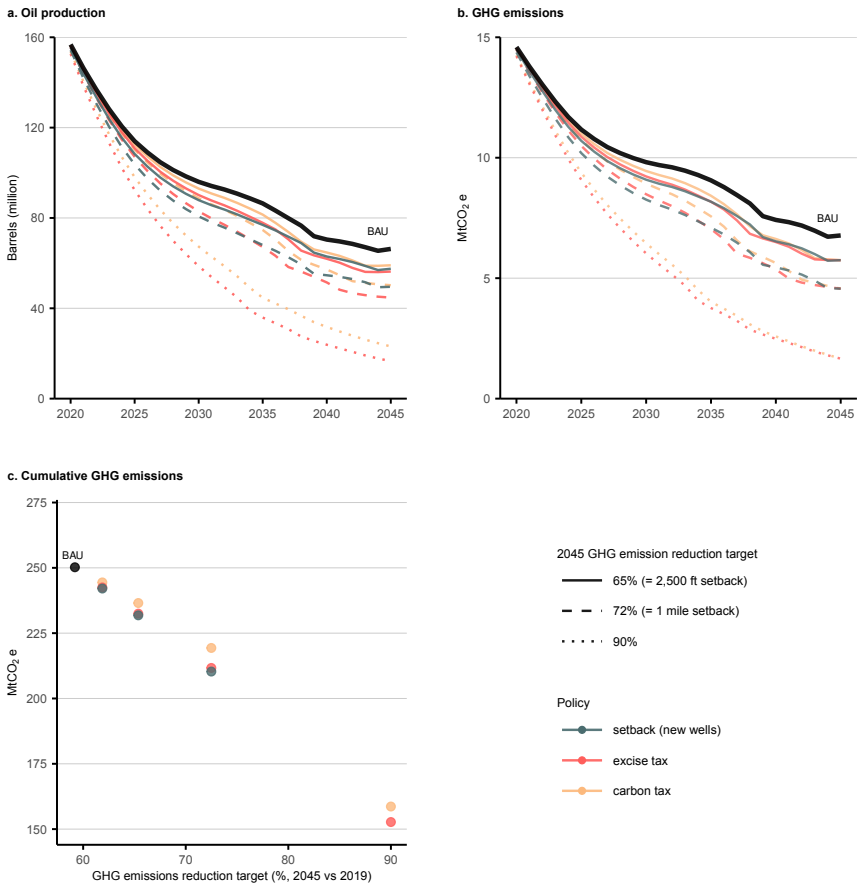 a. Oil production
Barrels (million)
160
120
80
40
0
BAU
2020 2025 2030 2035 2040 2045
b. GHG emissions
MtCO₂ e
15
10
5
0
BAU
2020 2025 2030 2035 2040 2045
c. Cumulative GHG emissions
MtCO₂ e
275
250
225
200
175
150
BAU
60 70 80 90
GHG emissions reduction target (%, 2045 vs 2019)
2045 GHG emission reduction target
65% (= 2,500 ft setback)
72% (= 1 mile setback)
90%
Policy
setback (new wells)
excise tax
carbon tax